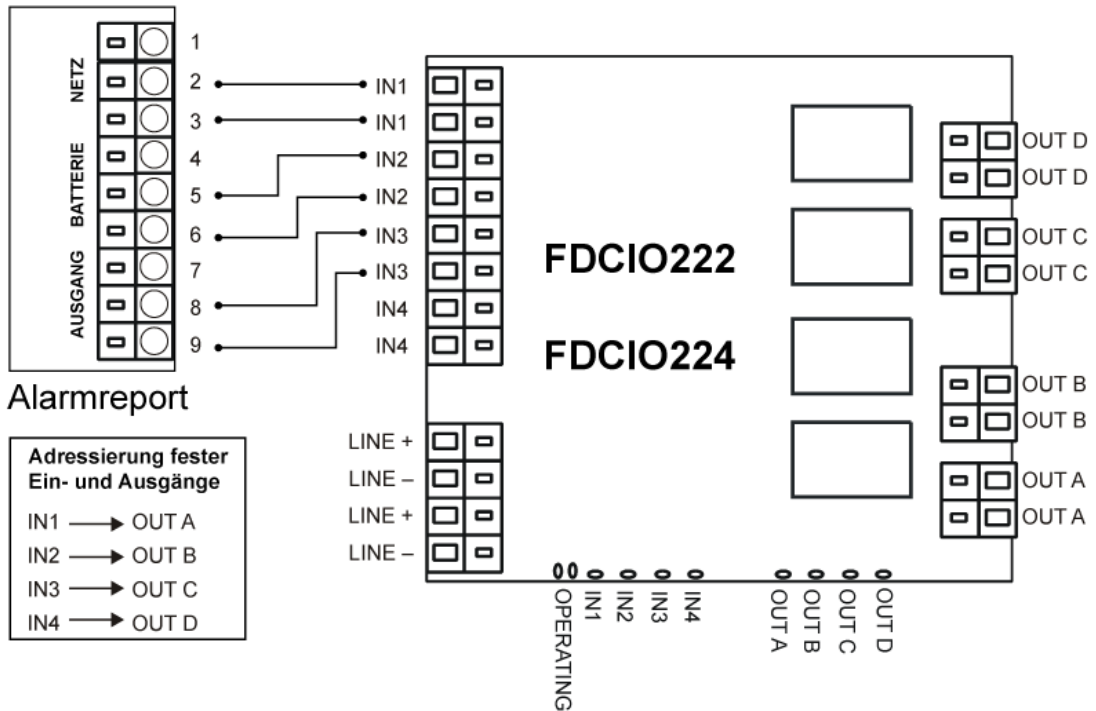 NETZ
BATTERIE
AUSGANG
1
2
3
4
5
6
7
8
9
Alarmreport
Adressierung fester
Ein- und Ausgänge
IN1 → OUT A
IN2 → OUT B
IN3 → OUT C
IN4 → OUT D
IN1
IN1
IN2
IN2
IN3
IN3
IN4
IN4
LINE +
LINE –
LINE +
LINE –
FDCIO222
FDCIO224
OUT D
OUT D
OUT C
OUT C
OUT B
OUT B
OUT A
OUT A
OPERATING
IN1
IN2
IN3
IN4
OUT A
OUT B
OUT C
OUT D